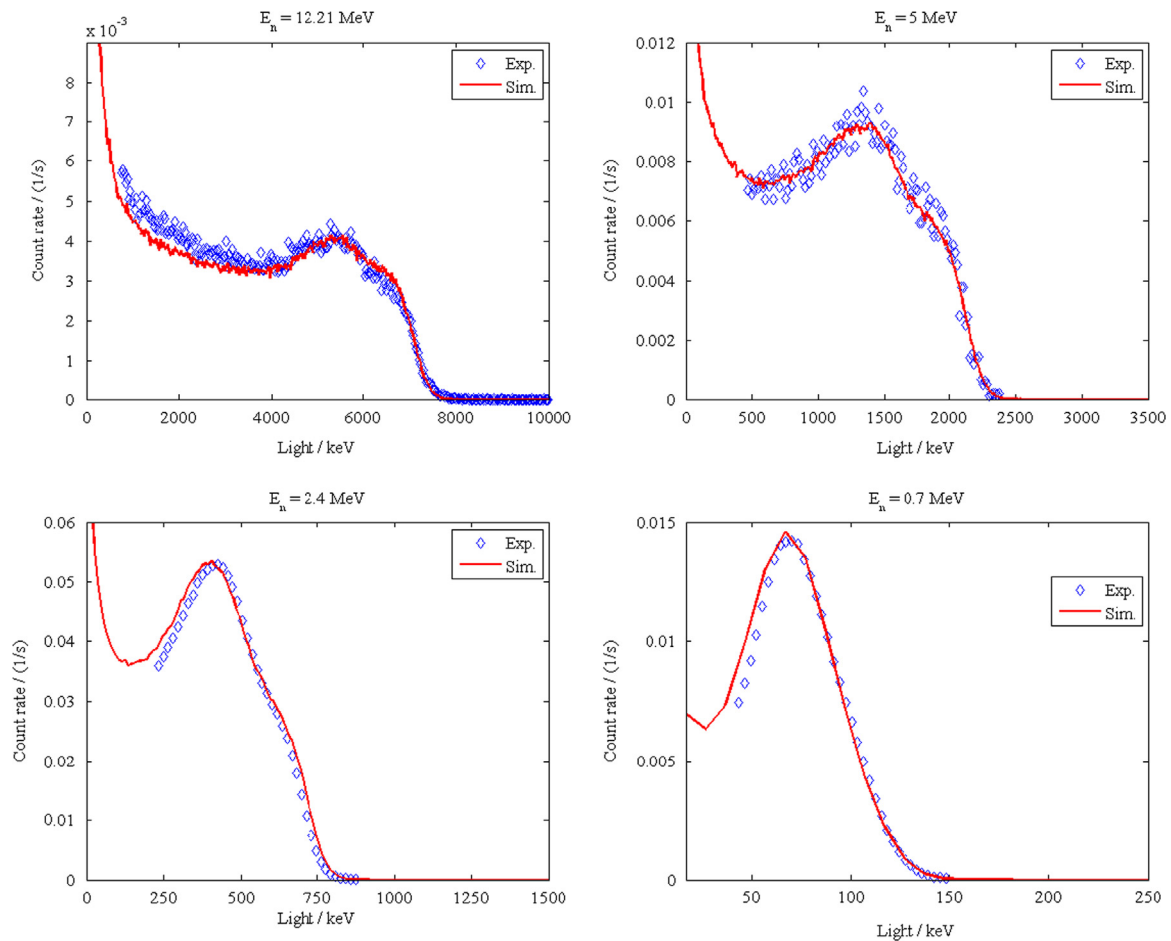 E_n = 12.21 MeV
x 10^-3
8
7
6
5
4
3
2
1
0
Count rate / (1/s)
Exp.
Sim.
0 2000 4000 6000 8000 10000
Light / keV
E_n = 5 MeV
0.012
0.01
0.008
0.006
0.004
0.002
0
Count rate / (1/s)
Exp.
Sim.
500 1000 1500 2000 2500 3000 3500
Light / keV
E_n = 2.4 MeV
0.06
0.05
0.04
0.03
0.02
0.01
0
Count rate / (1/s)
Exp.
Sim.
0 250 500 750 1000 1250 1500
Light / keV
E_n = 0.7 MeV
0.015
0.01
0.005
0
Count rate / (1/s)
Exp.
Sim.
50 100 150 200 250
Light / keV